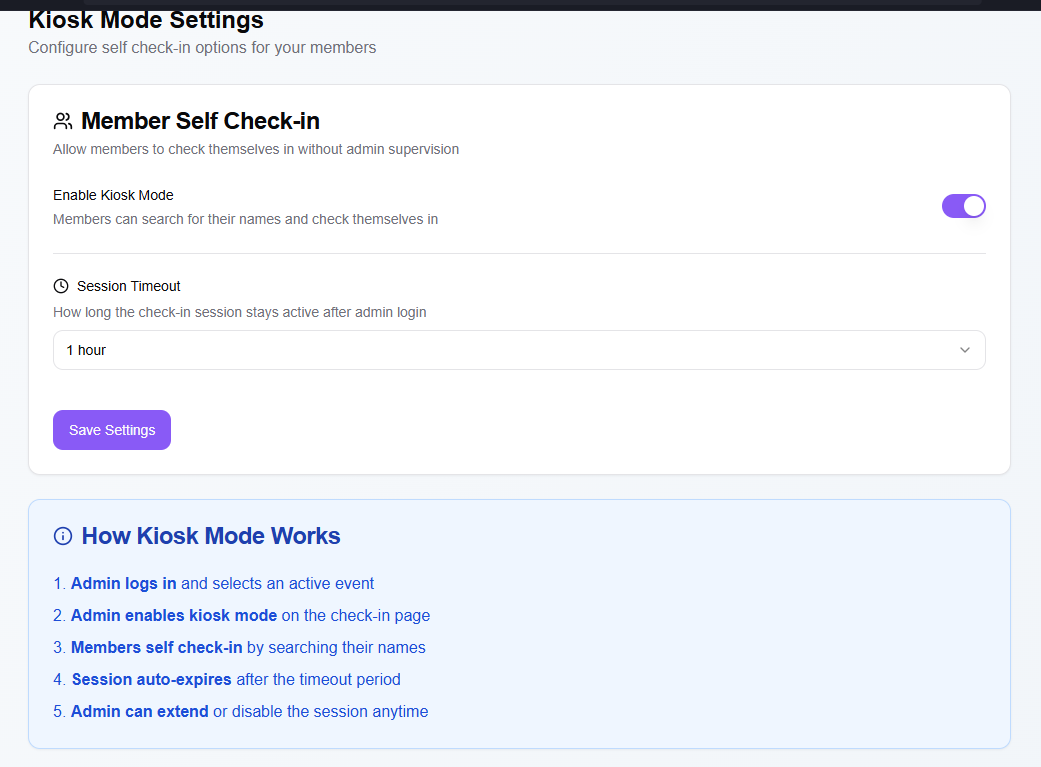 Kiosk Mode Settings
Configure self check-in options for your members
Member Self Check-in
Allow members to check themselves in without admin supervision
Enable Kiosk Mode
Members can search for their names and check themselves in
Session Timeout
How long the check-in session stays active after admin login
1 hour
Save Settings
How Kiosk Mode Works
1. Admin logs in and selects an active event
2. Admin enables kiosk mode on the check-in page
3. Members self check-in by searching their names
4. Session auto-expires after the timeout period
5. Admin can extend or disable the session anytime